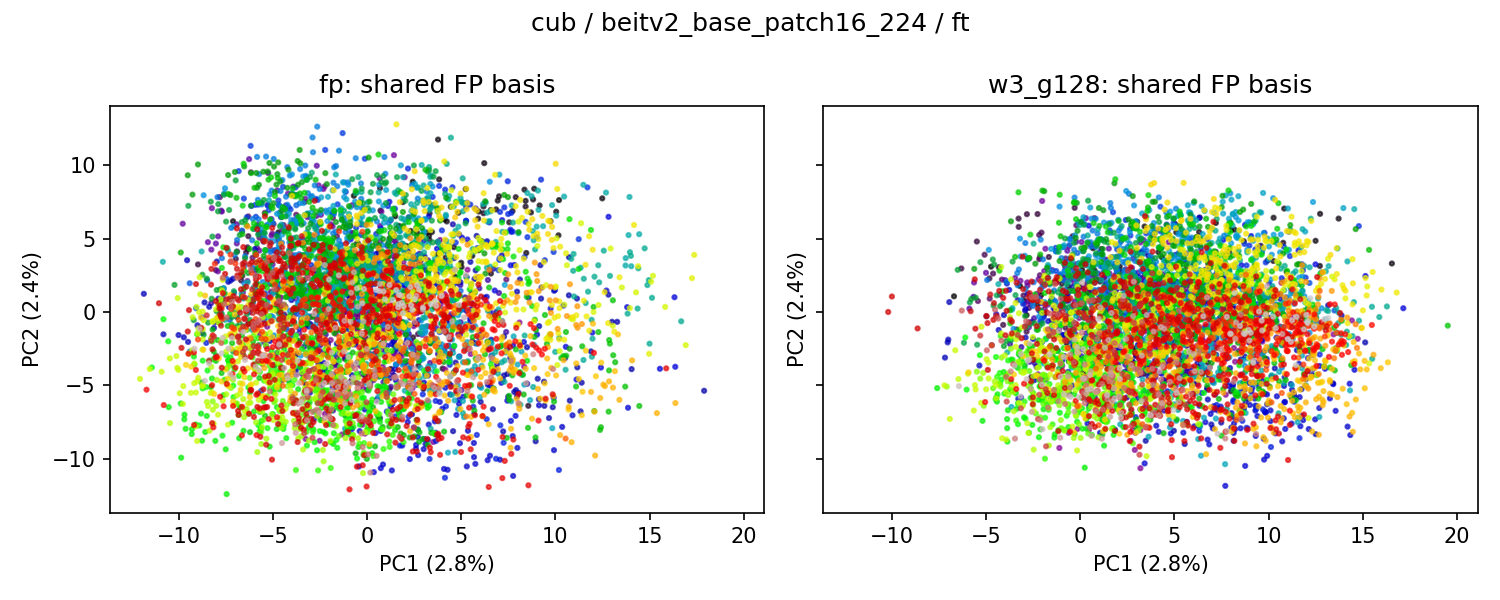 cub / beitv2_base_patch16_224 / ft
fp: shared FP basis
w3_g128: shared FP basis
10
5
0
−5
−10
PC2 (2.4%)
−10
−5
0
5
10
15
20
PC1 (2.8%)
PC2 (2.4%)
−10
−5
0
5
10
15
20
PC1 (2.8%)